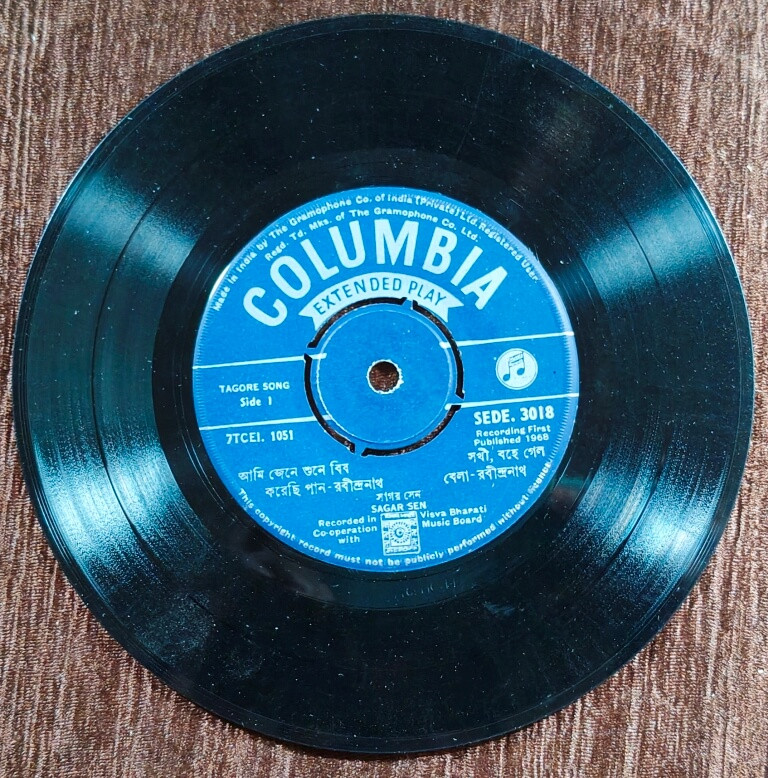 Made in India by The Gramophone Co. of India (Private) Ltd. Registered User
Regd. Td. Mks. of The Gramophone Co. Ltd.
COLUMBIA
EXTENDED PLAY
TAGORE SONG
Side 1
SEDE. 3018
7TCEI. 1051
Recording First
Published 1968
আমি জেনে শুনে বিষ
করেছি পান-রবীন্দ্রনাথ
সখী, বহে গেল
বেলা-রবীন্দ্রনাথ
সাগর সেন
SAGAR SEN
Recorded in
Co-operation
with
Visva Bharati
Music Board
This copyright record must not be publicly performed without licence.